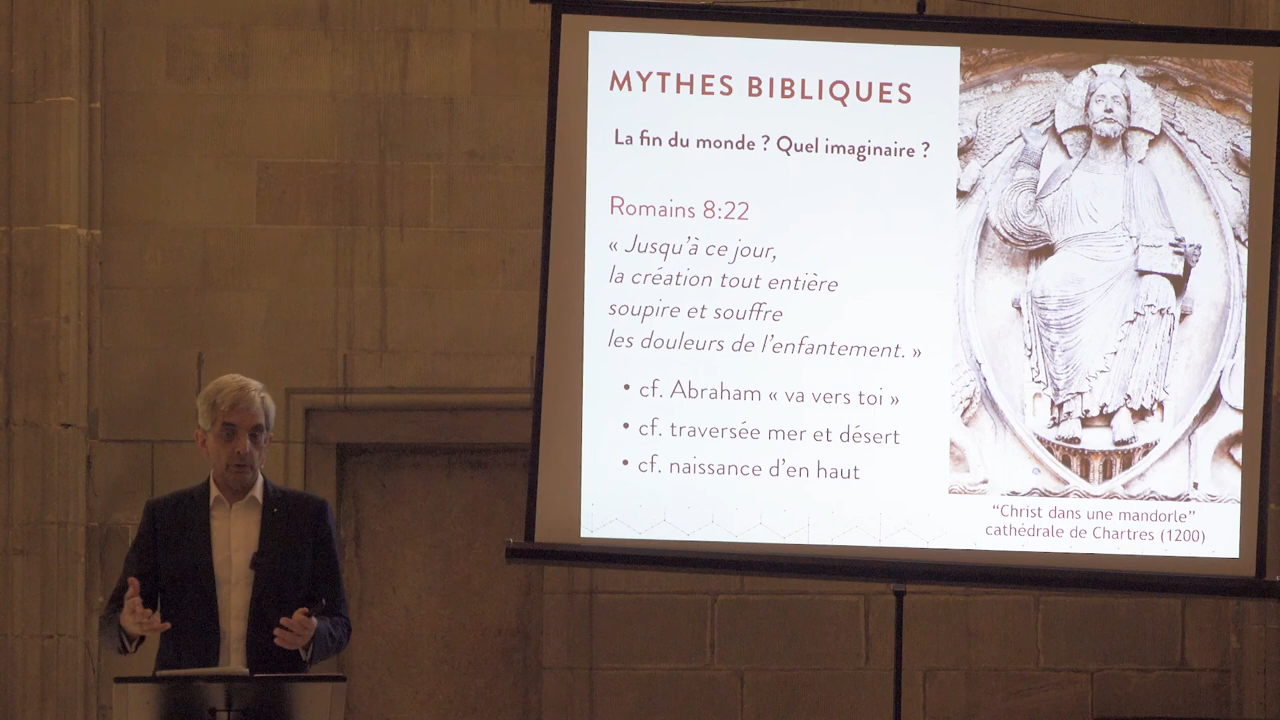 MYTHES BIBLIQUES
La fin du monde ? Quel imaginaire ?
Romains 8:22
« Jusqu'à ce jour,
la création tout entière
soupire et souffre
les douleurs de l'enfantement. »
• cf. Abraham « va vers toi »
• cf. traversée mer et désert
• cf. naissance d'en haut
“Christ dans une mandorle”
cathédrale de Chartres (1200)